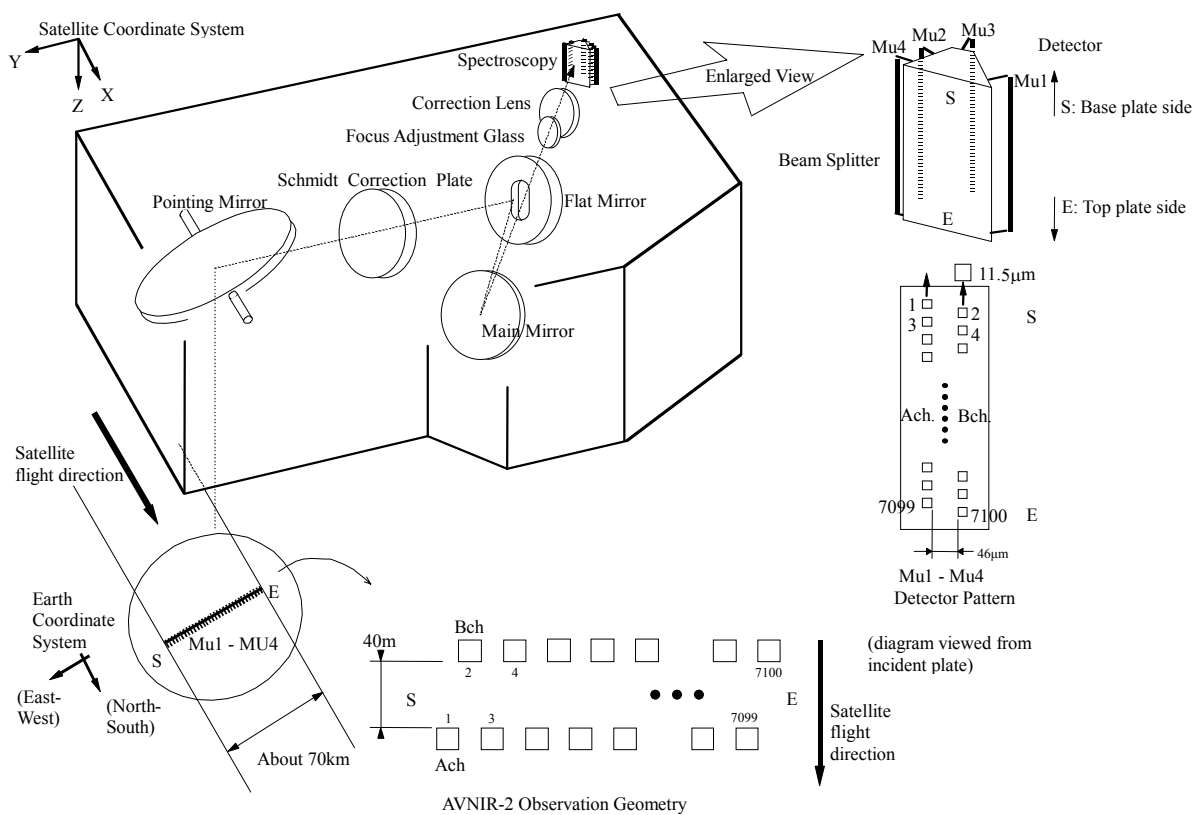 Satellite Coordinate System
Y
Z
X
Spectroscopy
Correction Lens
Focus Adjustment Glass
Schmidt Correction Plate
Pointing Mirror
Flat Mirror
Main Mirror
Enlarged View
Mu4
Mu2
Mu3
Mu1
Detector
S
S: Base plate side
Beam Splitter
E
E: Top plate side
11.5μm
1
3
2
4
S
Ach.
Bch.
7099
7100
E
46μm
Mu1 - Mu4
Detector Pattern
(diagram viewed from
incident plate)
Satellite
flight direction
E
Mu1 - MU4
S
Earth
Coordinate
System
(East-
West)
(North-
South)
About 70km
40m
Bch
2
4
7100
S
E
1
3
7099
Ach
Satellite
flight
direction
AVNIR-2 Observation Geometry